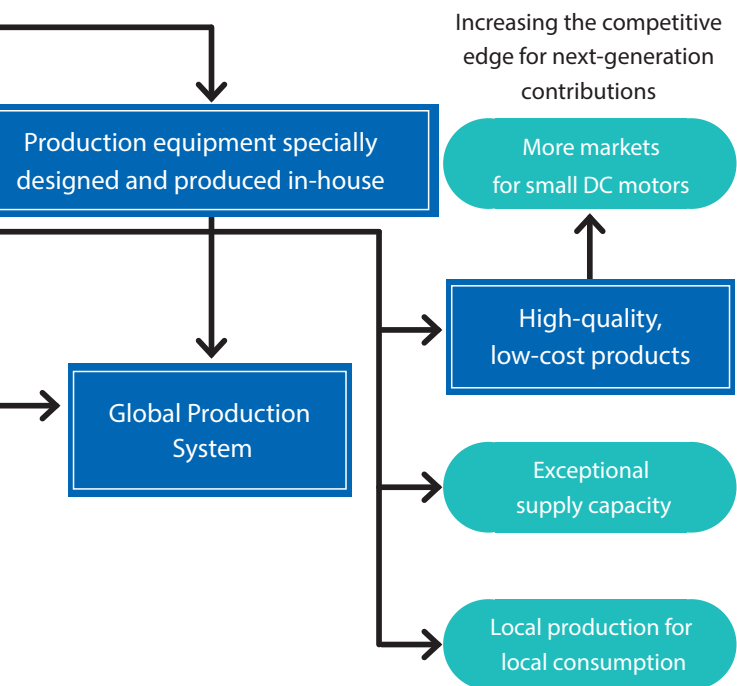 Increasing the competitive
edge for next-generation
contributions
Production equipment specially
designed and produced in-house
More markets
for small DC motors
High-quality,
low-cost products
Global Production
System
Exceptional
supply capacity
Local production for
local consumption